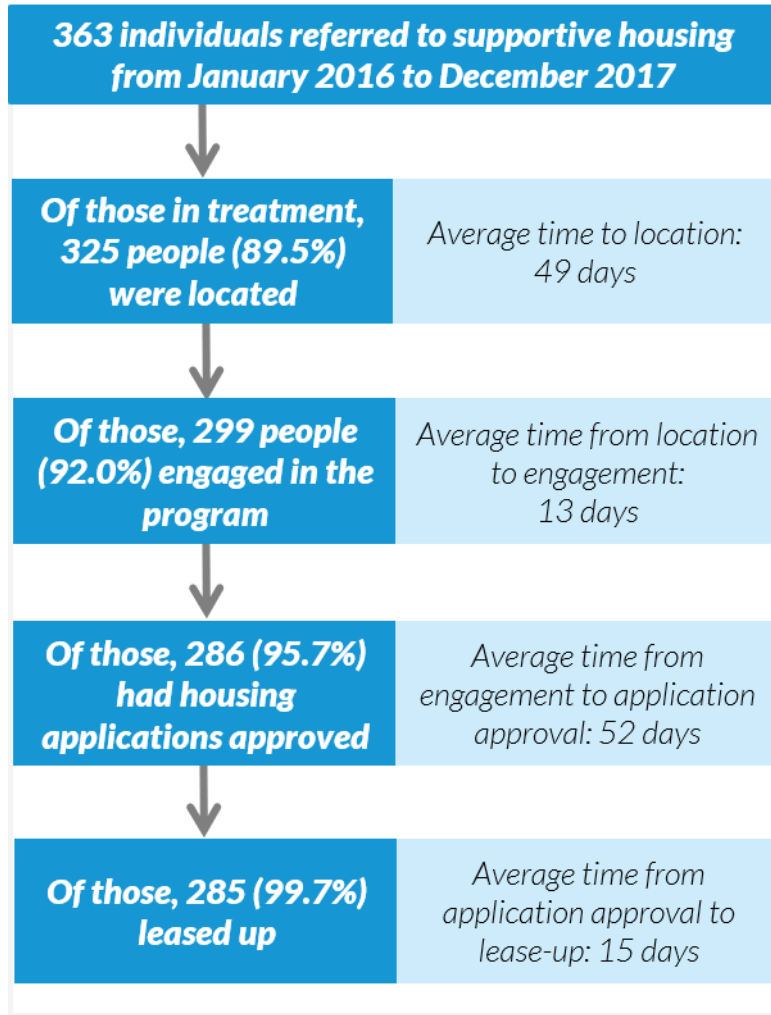 363 individuals referred to supportive housing
from January 2016 to December 2017
Of those in treatment,
325 people (89.5%)
were located
Average time to location:
49 days
Of those, 299 people
(92.0%) engaged in the
program
Average time from location
to engagement:
13 days
Of those, 286 (95.7%)
had housing
applications approved
Average time from
engagement to application
approval: 52 days
Of those, 285 (99.7%)
leased up
Average time from
application approval to
lease-up: 15 days